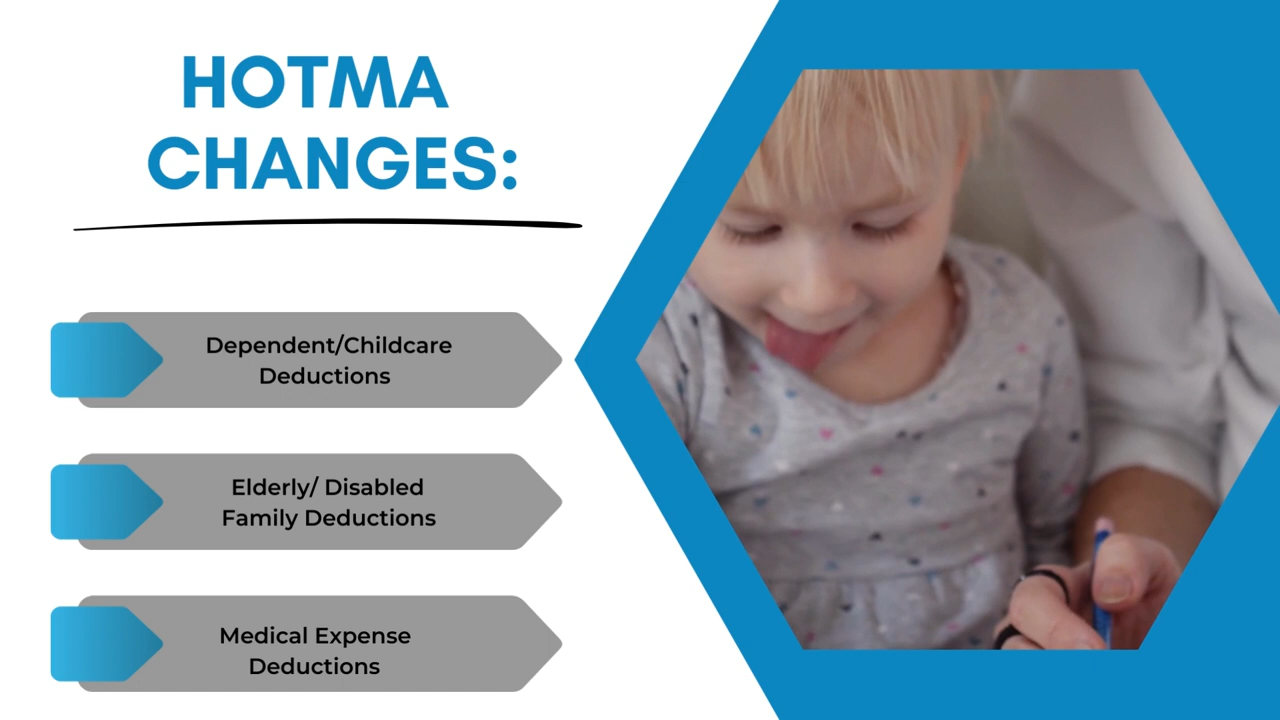 HOTMA
CHANGES:
Dependent/Childcare
Deductions
Elderly/ Disabled
Family Deductions
Medical Expense
Deductions